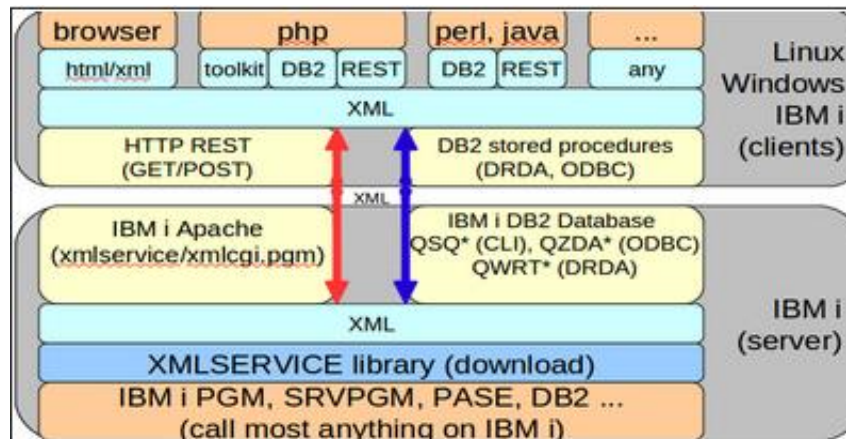 browser
php
perl, java
...
html/xml
toolkit
DB2
REST
DB2
REST
any
XML
HTTP REST
(GET/POST)
DB2 stored procedures
(DRDA, ODBC)
Linux
Windows
IBM i
(clients)
XML
IBM i Apache
(xmlservice/xmlcgi.pgm)
IBM i DB2 Database
QSQ* (CLI), QZDA* (ODBC)
QWRT* (DRDA)
XML
XMLSERVICE library (download)
IBM i PGM, SRVPGM, PASE, DB2 ...
(call most anything on IBM i)
IBM i
(server)